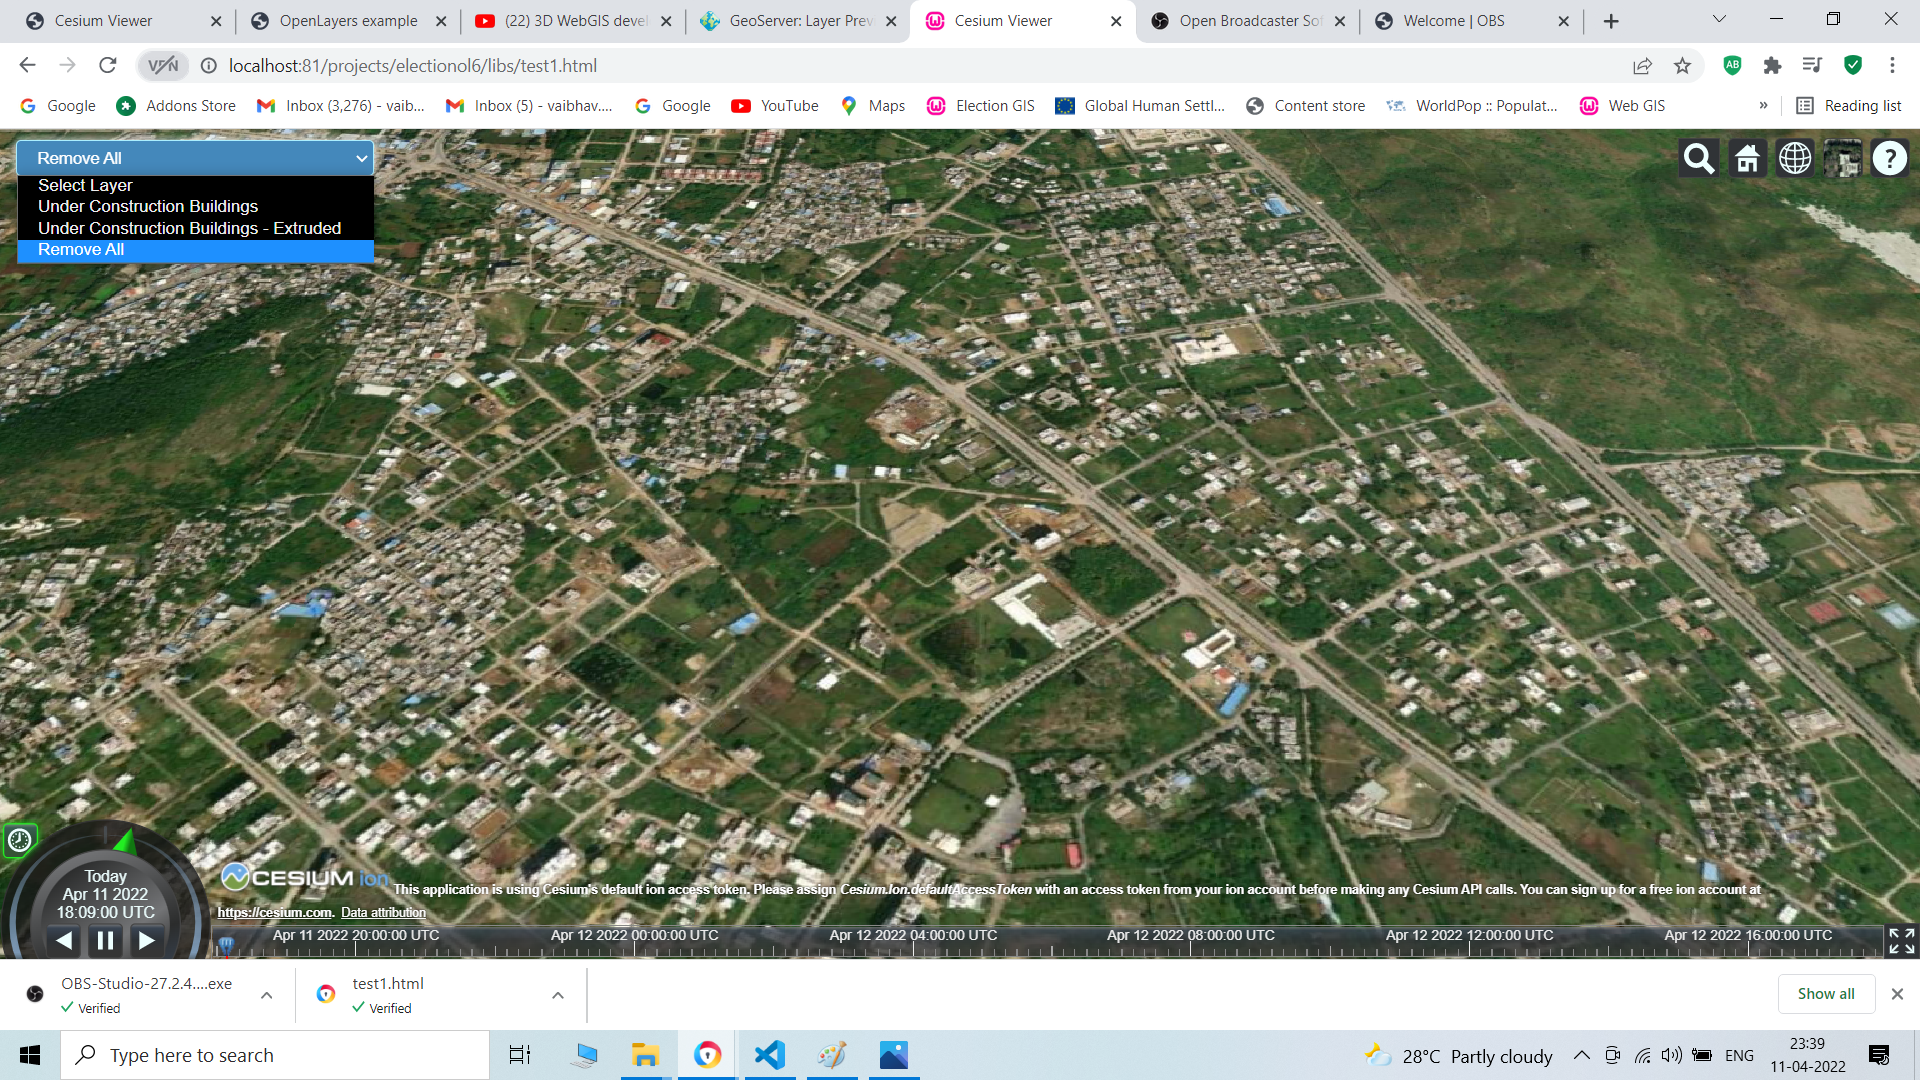 Cesium Viewer
OpenLayers example
(22) 3D WebGIS devel
GeoServer: Layer Prev
Cesium Viewer
Open Broadcaster Sof
Welcome | OBS
VPN
localhost:81/projects/electionol6/libs/test1.html
AB
Google
Addons Store
Inbox (3,276) - vaib...
Inbox (5) - vaibhav....
Google
YouTube
Maps
Election GIS
Global Human Settl...
Content store
WorldPop :: Populat...
Web GIS
»
Reading list
Remove All
Select Layer
Under Construction Buildings
Under Construction Buildings - Extruded
Remove All
?
Today
Apr 11 2022
18:09:00 UTC
CESIUM ion This application is using Cesium's default ion access token. Please assign Cesium.Ion.defaultAccessToken with an access token from your ion account before making any Cesium API calls. You can sign up for a free ion account at
https://cesium.com. Data attribution
Apr 11 2022 20:00:00 UTC
Apr 12 2022 00:00:00 UTC
Apr 12 2022 04:00:00 UTC
Apr 12 2022 08:00:00 UTC
Apr 12 2022 12:00:00 UTC
Apr 12 2022 16:00:00 UTC
OBS-Studio-27.2.4....exe
Verified
test1.html
Verified
Show all
Type here to search
28°C Partly cloudy
ENG
23:39
11-04-2022